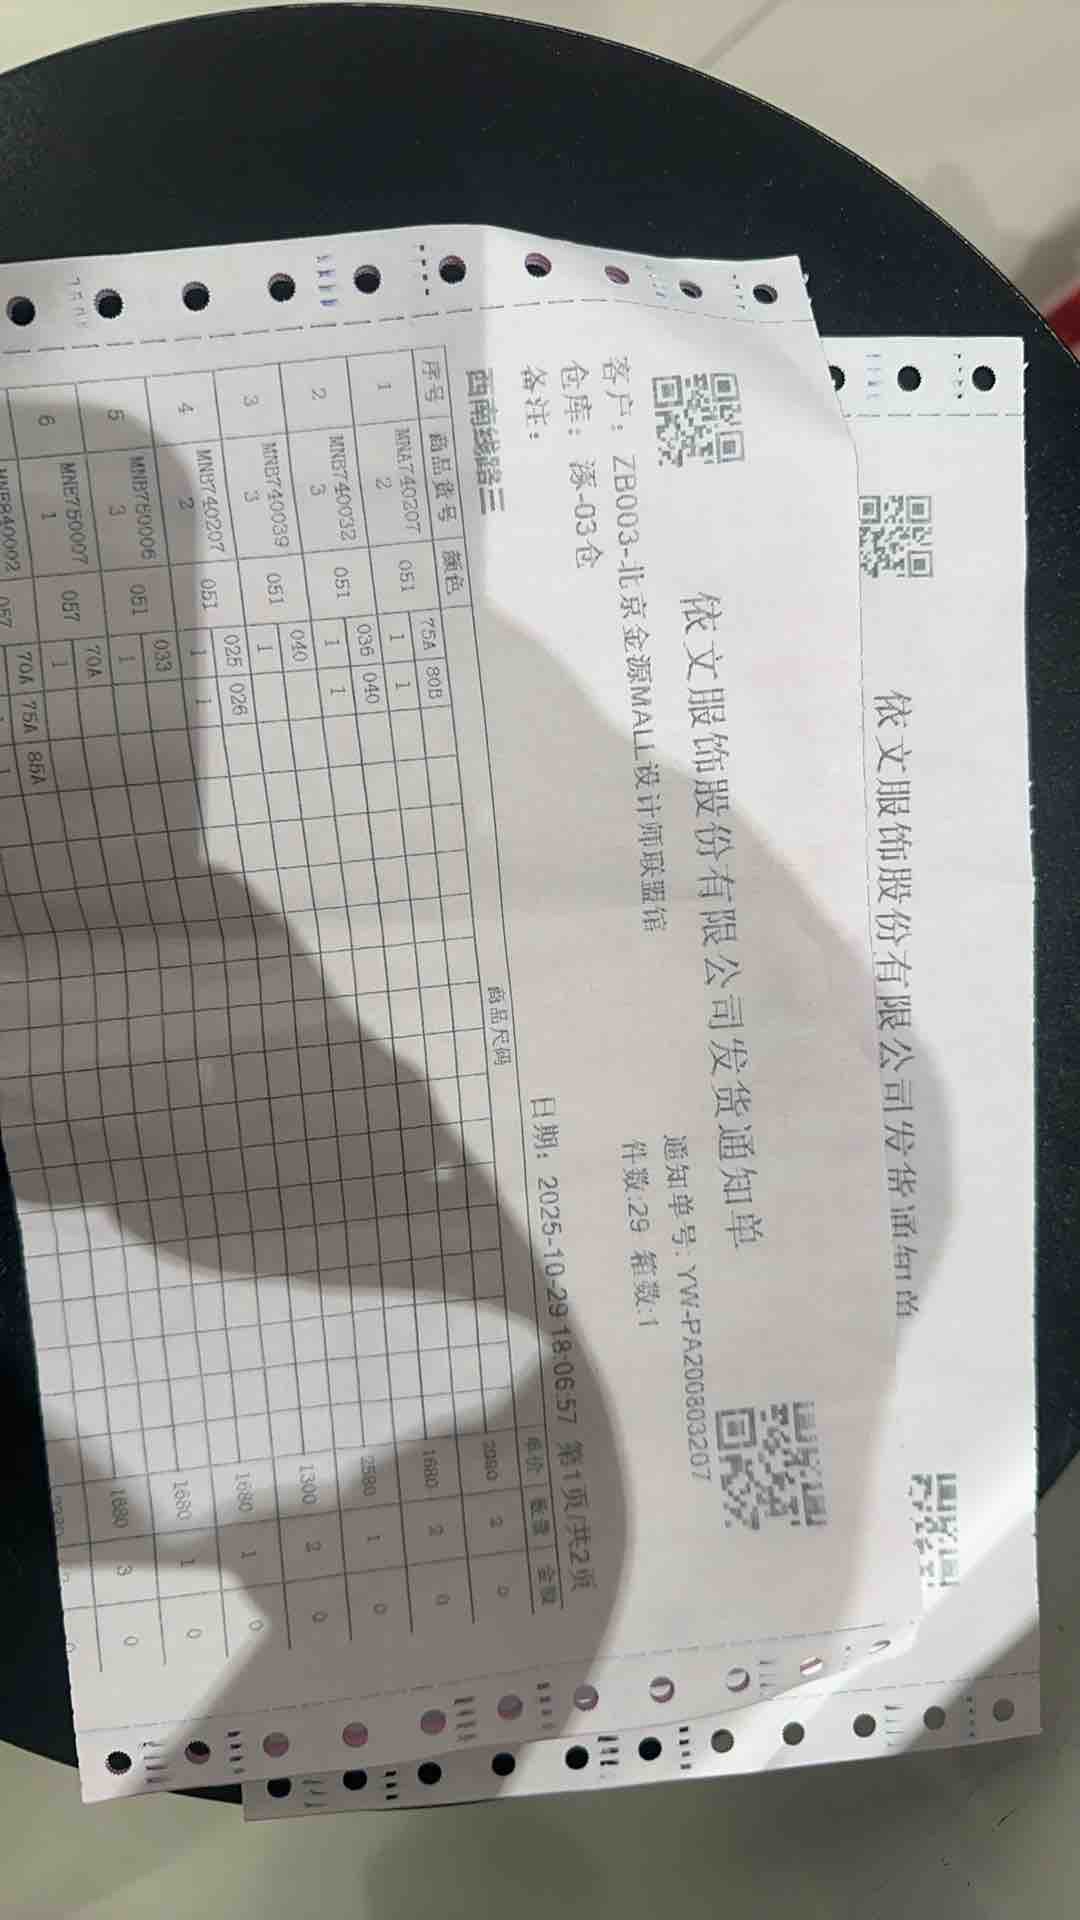 依文服饰股份有限公司发货通知单
依文服饰股份有限公司发货通知单
通知单号: YW-PA200803207
客户: ZB003-北京金源MALL设计师联盟馆
件数:29 箱数:1
仓库: 漆-03仓
备注:
日期: 2025-10-29 18:06:57 第1页/共2页
西南线路三
序号 商品货号 颜色 商品尺码 单价 数量 金额
75A 80B
1 MNA740207 2 051 1 1 2080 2 0
036 040
2 MNB740032 3 051 1 1 1680 2 0
040
3 MNB740039 3 051 1 2580 1 0
025 026
4 MNB740207 2 051 1 1 1300 2 0
033
5 MNB750006 3 051 1 1680 1 0
70A
6 MNB750007 1 057 1 1680 1 0
70A 75A 85A
MNB840002 057 1 1680 3 0